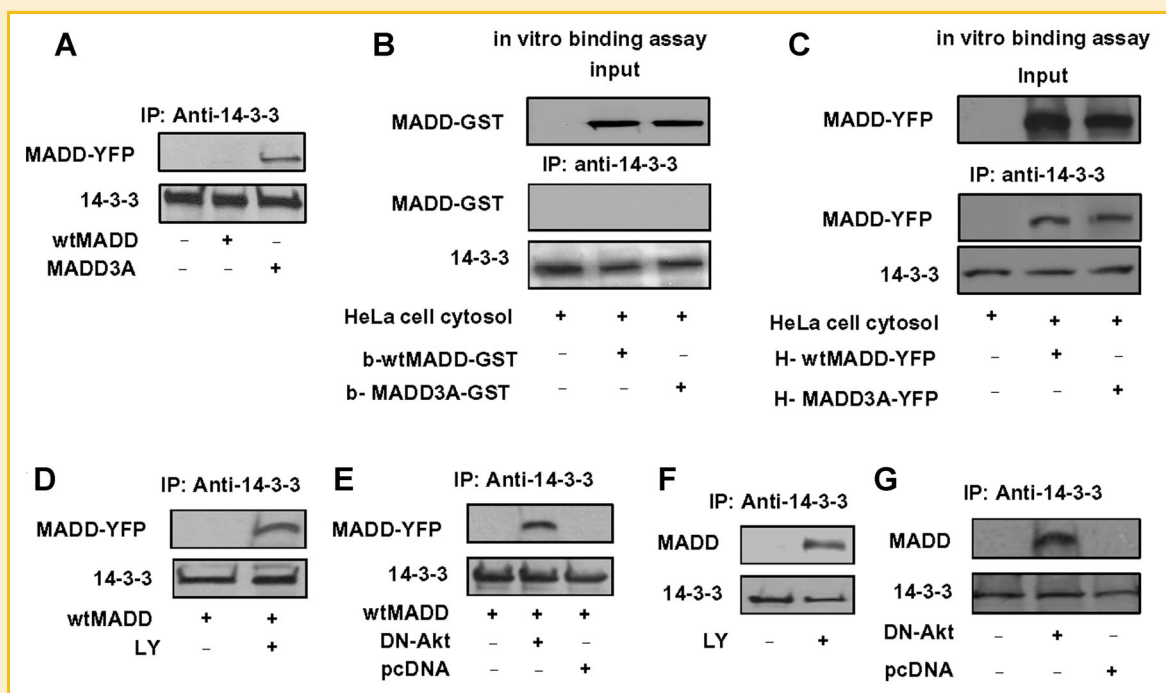 A
IP: Anti-14-3-3
MADD-YFP
14-3-3
wtMADD – + –
MADD3A – – +
B
in vitro binding assay
input
MADD-GST
IP: anti-14-3-3
MADD-GST
14-3-3
HeLa cell cytosol + + +
b-wtMADD-GST – + –
b- MADD3A-GST – – +
C
in vitro binding assay
Input
MADD-YFP
IP: anti-14-3-3
MADD-YFP
14-3-3
HeLa cell cytosol + + +
H- wtMADD-YFP – + –
H- MADD3A-YFP – – +
D
IP: Anti-14-3-3
MADD-YFP
14-3-3
wtMADD + +
LY – +
E
IP: Anti-14-3-3
MADD-YFP
14-3-3
wtMADD + + +
DN-Akt – + –
pcDNA – – +
F
IP: Anti-14-3-3
MADD
14-3-3
LY – +
G
IP: Anti-14-3-3
MADD
14-3-3
DN-Akt – + –
pcDNA – – +